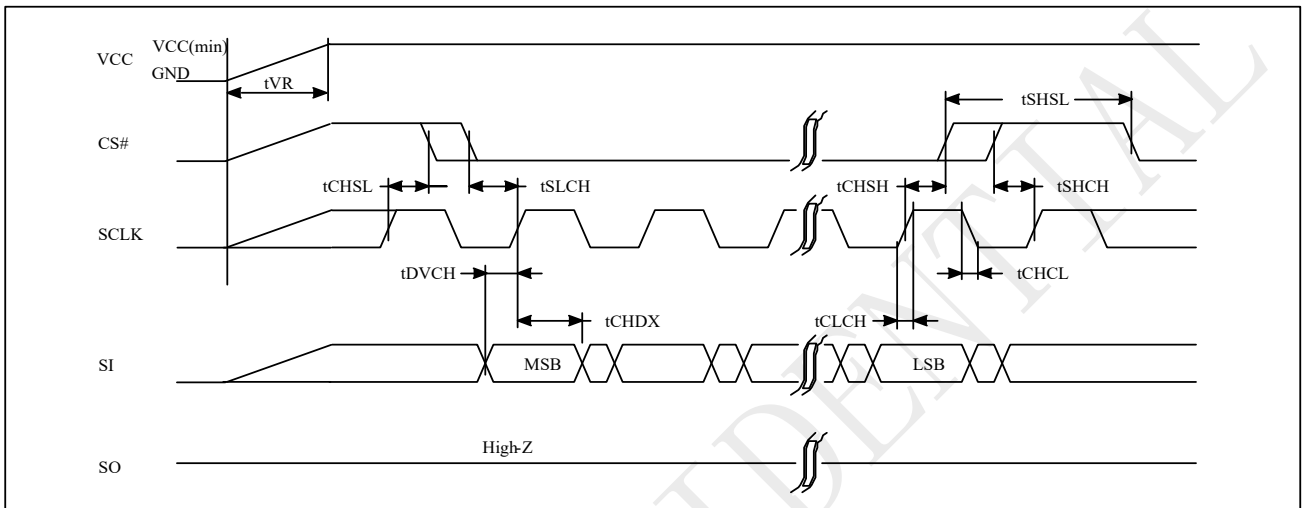 VCC
VCC(min)
GND
tVR
tSHSL
CS#
tCHSL
tSLCH
tCHSH
tSHCH
SCLK
tDVCH
tCHCL
tCHDX
tCLCH
SI
MSB
LSB
High-Z
SO